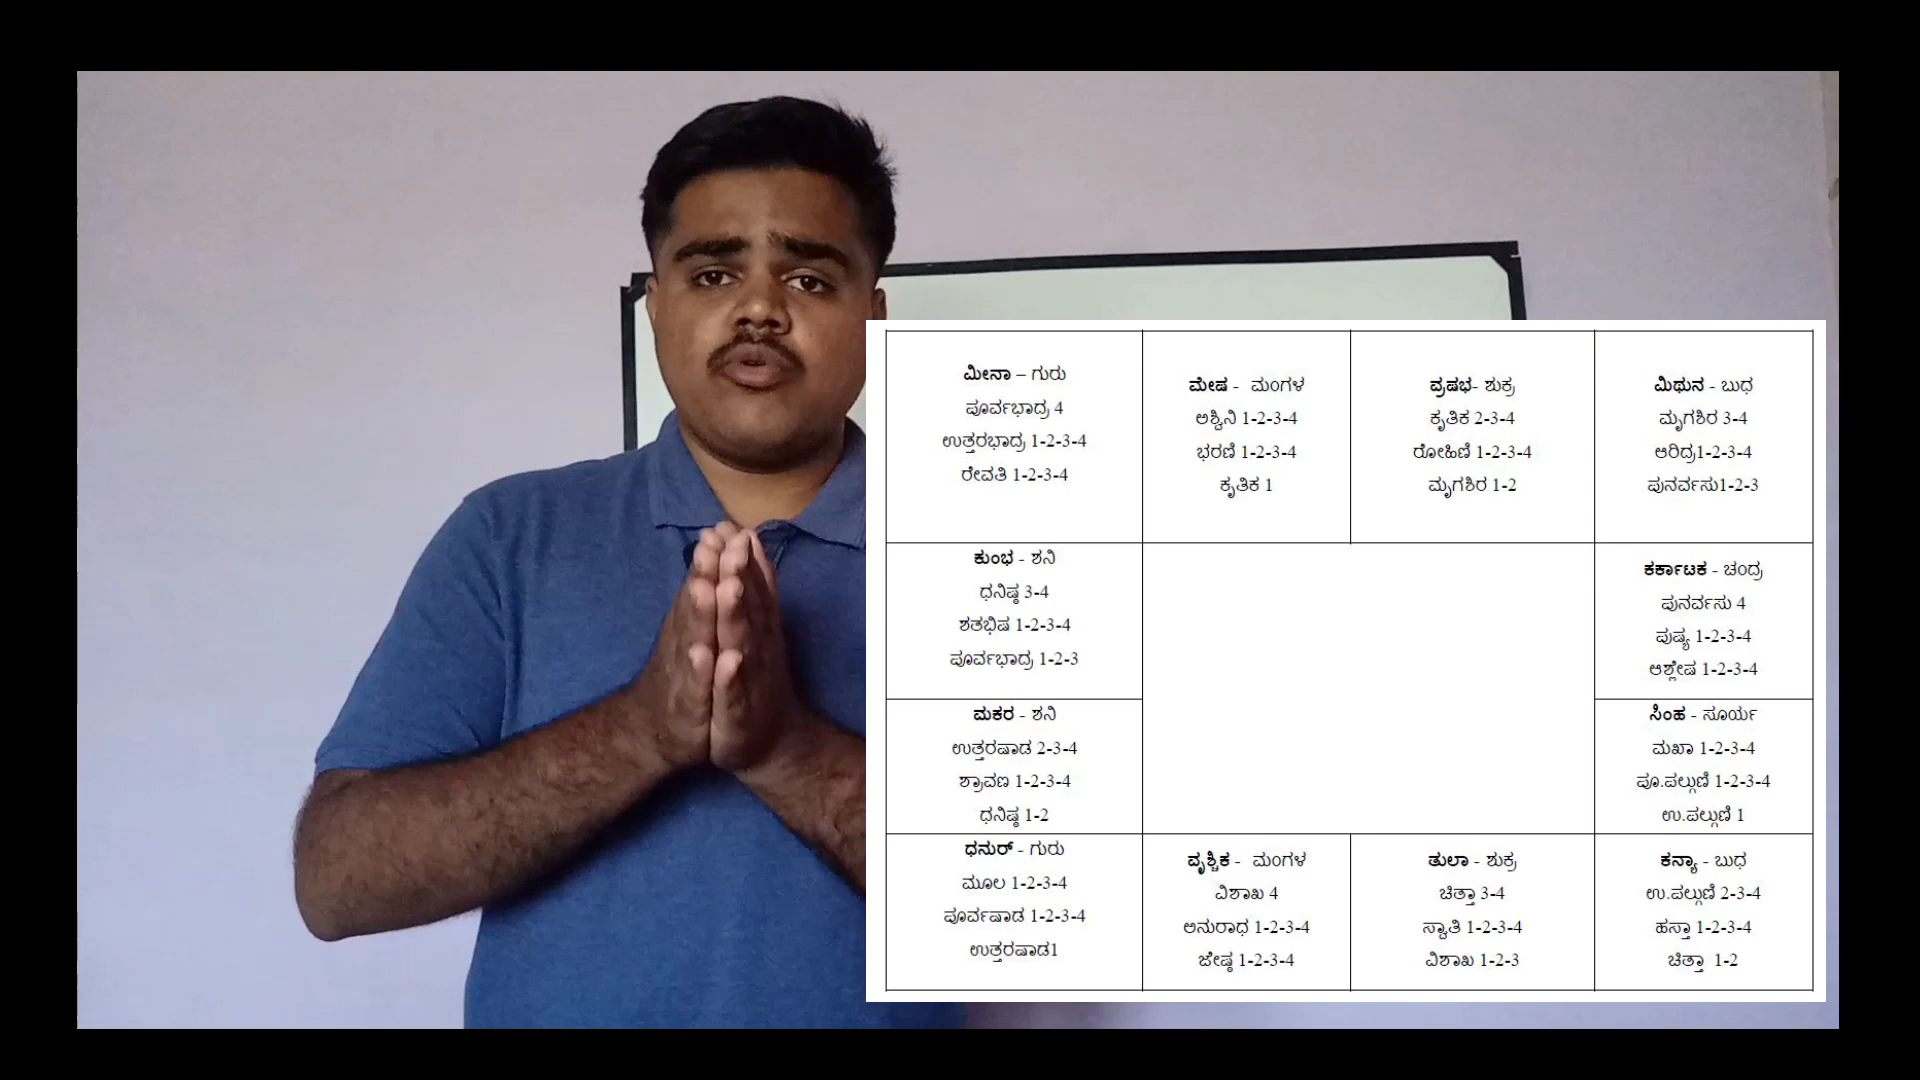 ಮೀನಾ – ಗುರು
ಪೂರ್ವಭಾದ್ರ 4
ಉತ್ತರಭಾದ್ರ 1-2-3-4
ರೇವತಿ 1-2-3-4
ಮೇಷ - ಮಂಗಳ
ಅಶ್ವಿನಿ 1-2-3-4
ಭರಣಿ 1-2-3-4
ಕೃತಿಕ 1
ವ್ರಷಭ- ಶುಕ್ರ
ಕೃತಿಕ 2-3-4
ರೋಹಿಣಿ 1-2-3-4
ಮೃಗಶಿರ 1-2
ಮಿಥುನ - ಬುಧ
ಮೃಗಶಿರ 3-4
ಆರಿದ್ರ1-2-3-4
ಪುನರ್ವಸು1-2-3
ಕುಂಭ - ಶನಿ
ಧನಿಷ್ಠ 3-4
ಶತಭಿಷ 1-2-3-4
ಪೂರ್ವಭಾದ್ರ 1-2-3
ಕರ್ಕಾಟಕ - ಚಂದ್ರ
ಪುನರ್ವಸು 4
ಪುಷ್ಯ 1-2-3-4
ಆಶ್ಲೇಷ 1-2-3-4
ಮಕರ - ಶನಿ
ಉತ್ತರಷಾಡ 2-3-4
ಶ್ರಾವಣ 1-2-3-4
ಧನಿಷ್ಠ 1-2
ಸಿಂಹ - ಸೂರ್ಯ
ಮಖಾ 1-2-3-4
ಪೂ.ಪಲ್ಗುಣಿ 1-2-3-4
ಉ.ಪಲ್ಗುಣಿ 1
ಧನುರ್ - ಗುರು
ಮೂಲ 1-2-3-4
ಪೂರ್ವಷಾಡ 1-2-3-4
ಉತ್ತರಷಾಡ1
ವೃಶ್ಚಿಕ - ಮಂಗಳ
ವಿಶಾಖ 4
ಅನುರಾಧ 1-2-3-4
ಜೇಷ್ಠ 1-2-3-4
ತುಲಾ - ಶುಕ್ರ
ಚಿತ್ತಾ 3-4
ಸ್ವಾತಿ 1-2-3-4
ವಿಶಾಖ 1-2-3
ಕನ್ಯಾ - ಬುಧ
ಉ.ಪಲ್ಗುಣಿ 2-3-4
ಹಸ್ತಾ 1-2-3-4
ಚಿತ್ತಾ 1-2